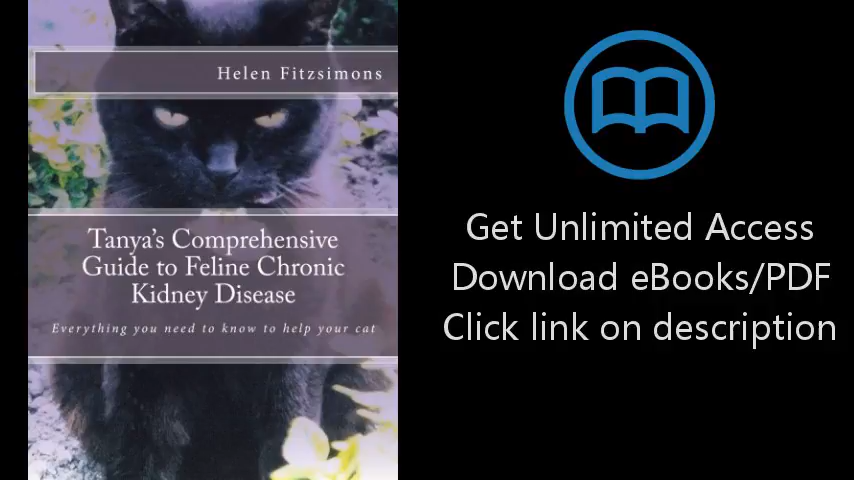 Helen Fitzsimons
Tanya's Comprehensive
Guide to Feline Chronic
Kidney Disease
Everything you need to know to help your cat
Get Unlimited Access
Download eBooks/PDF
Click link on description